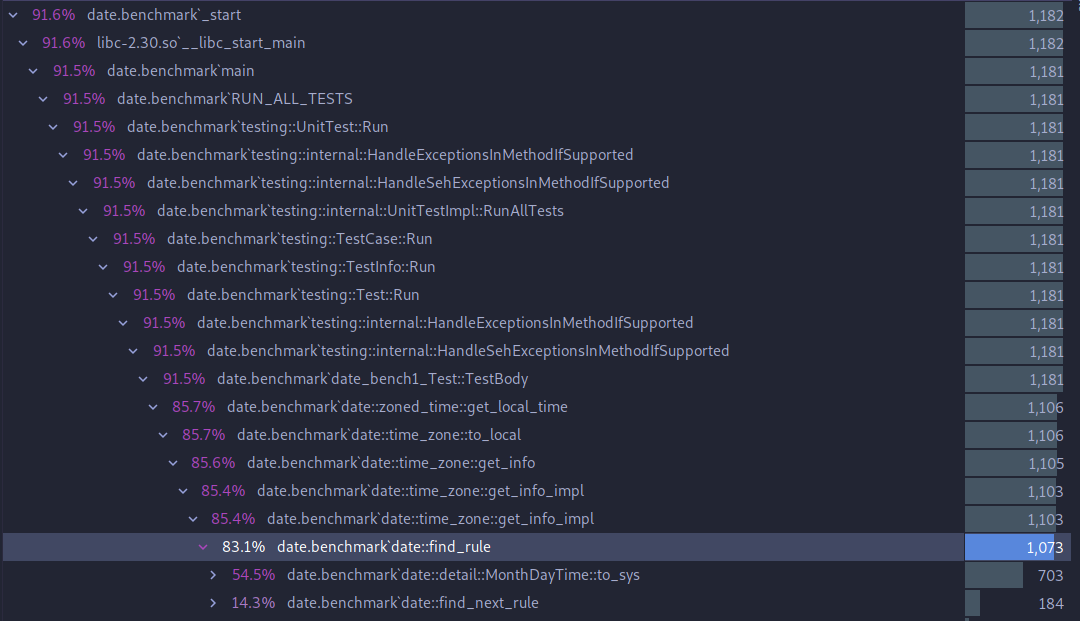 91.6% date.benchmark`_start 1,182
91.6% libc-2.30.so`__libc_start_main 1,182
91.5% date.benchmark`main 1,181
91.5% date.benchmark`RUN_ALL_TESTS 1,181
91.5% date.benchmark`testing::UnitTest::Run 1,181
91.5% date.benchmark`testing::internal::HandleExceptionsInMethodIfSupported 1,181
91.5% date.benchmark`testing::internal::HandleSehExceptionsInMethodIfSupported 1,181
91.5% date.benchmark`testing::internal::UnitTestImpl::RunAllTests 1,181
91.5% date.benchmark`testing::TestCase::Run 1,181
91.5% date.benchmark`testing::TestInfo::Run 1,181
91.5% date.benchmark`testing::Test::Run 1,181
91.5% date.benchmark`testing::internal::HandleExceptionsInMethodIfSupported 1,181
91.5% date.benchmark`testing::internal::HandleSehExceptionsInMethodIfSupported 1,181
91.5% date.benchmark`date_bench1_Test::TestBody 1,181
85.7% date.benchmark`date::zoned_time::get_local_time 1,106
85.7% date.benchmark`date::time_zone::to_local 1,106
85.6% date.benchmark`date::time_zone::get_info 1,105
85.4% date.benchmark`date::time_zone::get_info_impl 1,103
85.4% date.benchmark`date::time_zone::get_info_impl 1,103
83.1% date.benchmark`date::find_rule 1,073
54.5% date.benchmark`date::detail::MonthDayTime::to_sys 703
14.3% date.benchmark`date::find_next_rule 184